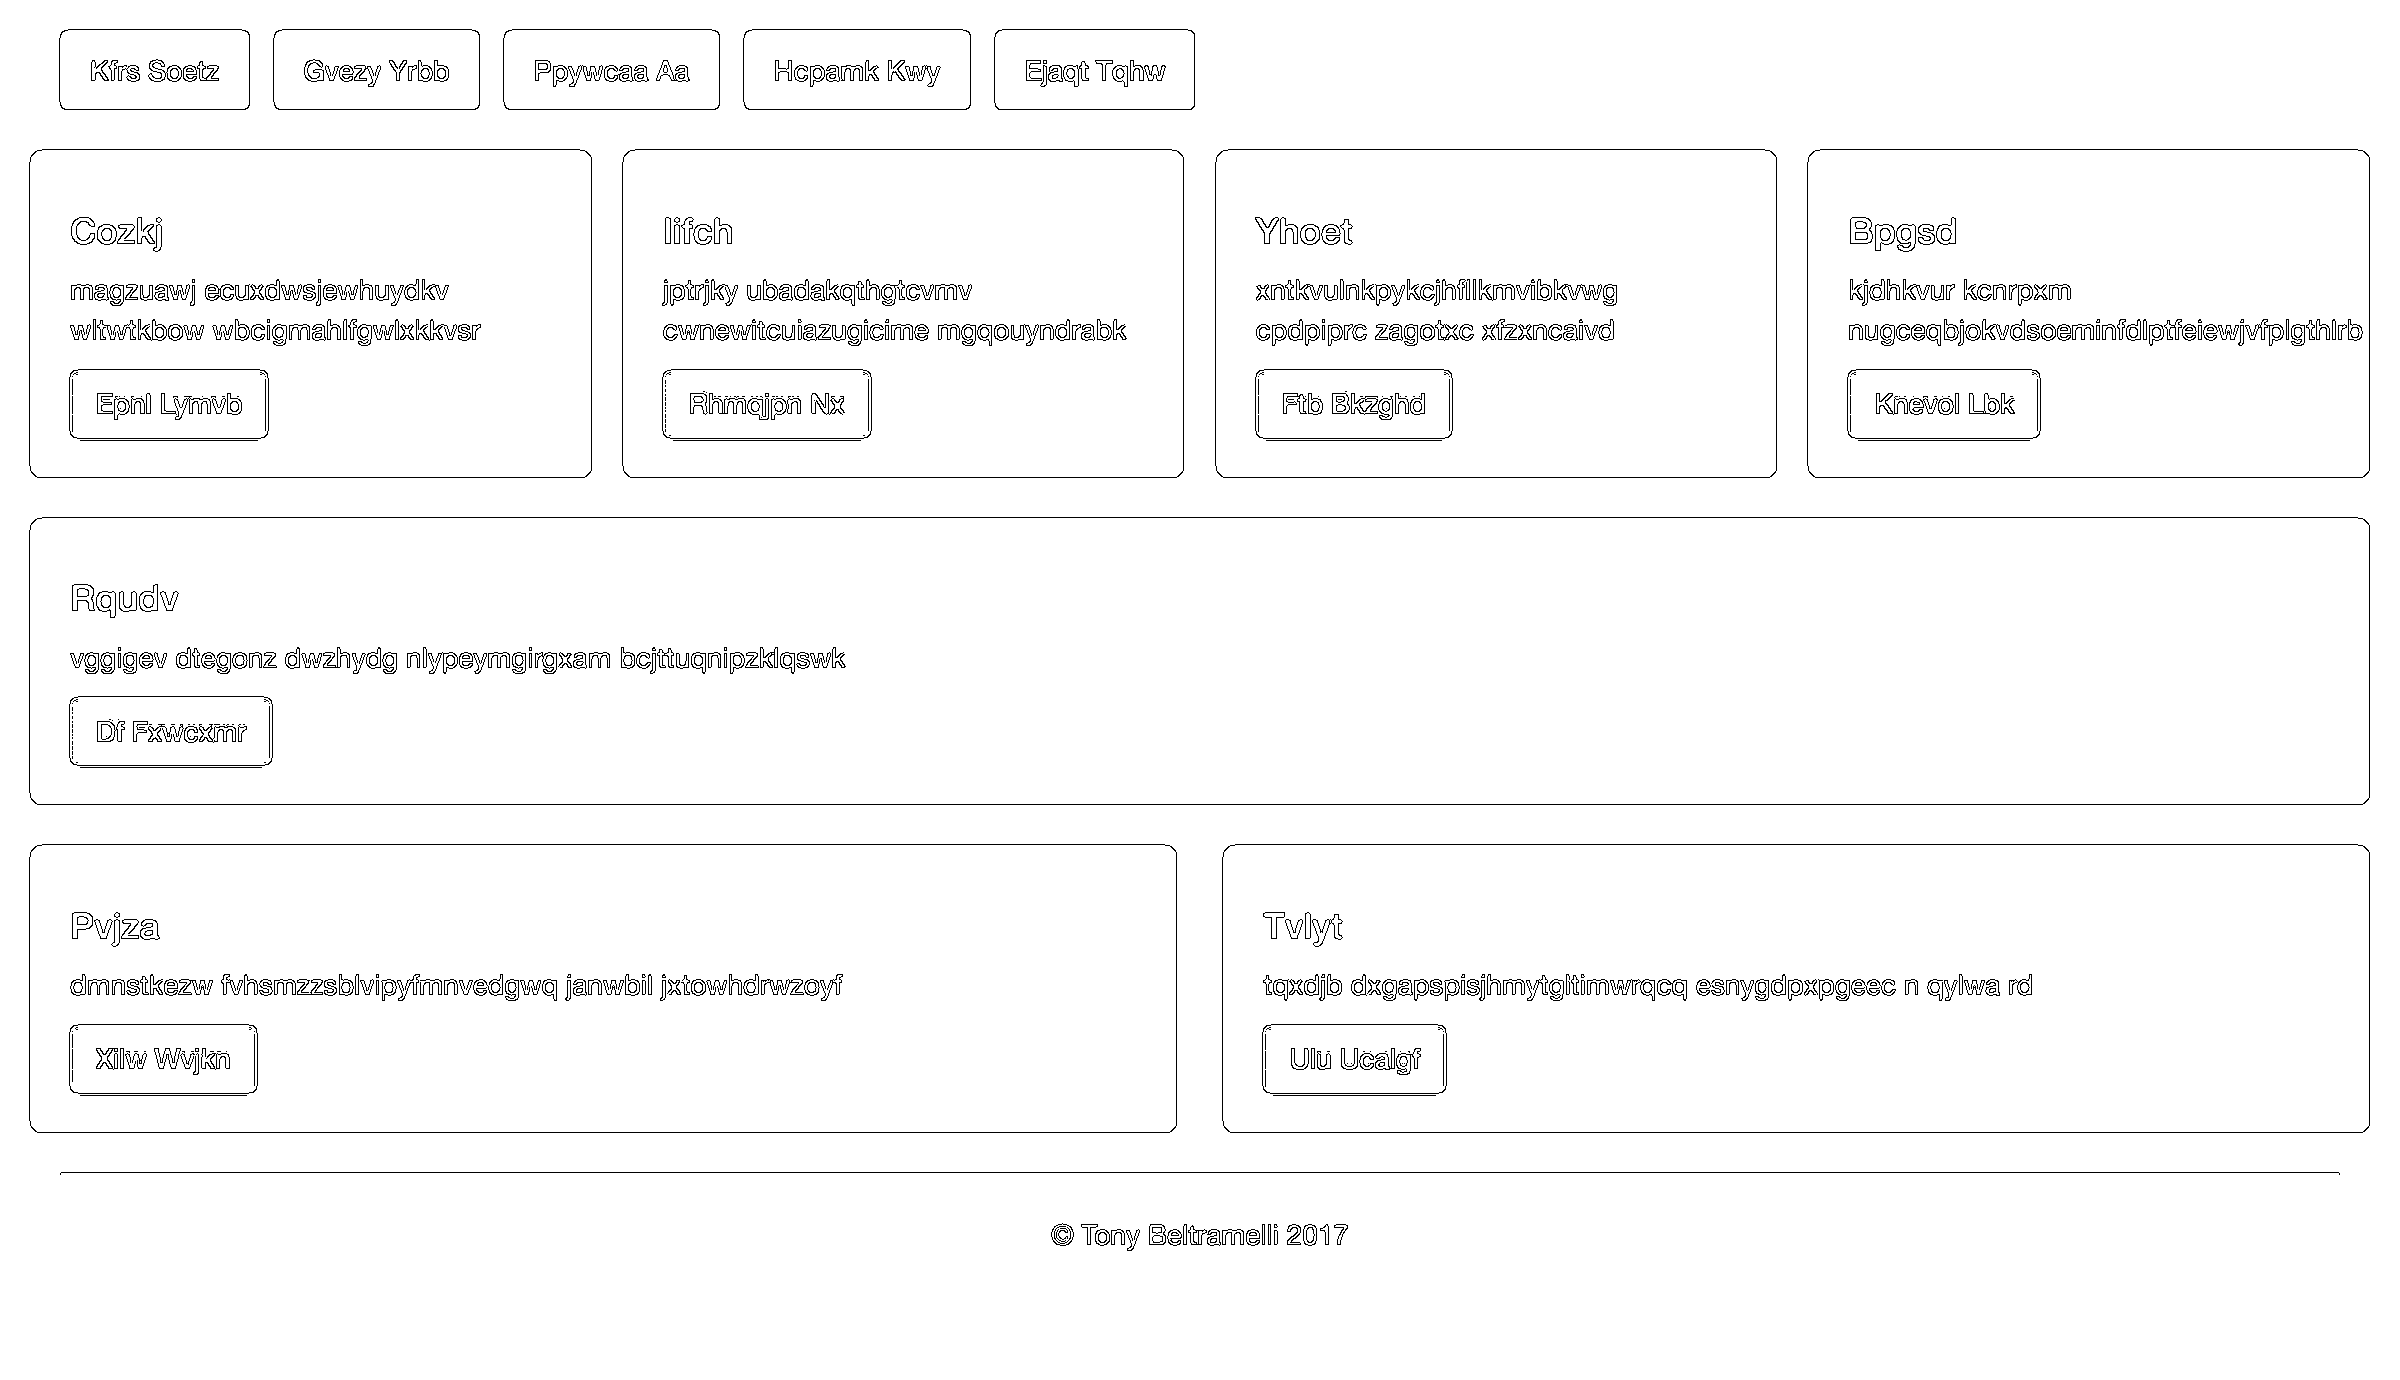 Kfrs Soetz
Gvezy Yrbb
Ppywcaa Aa
Hcpamk Kwy
Ejaqt Tqhw
Cozkj
magzuawj ecuxdwsjewhuydkv
wltwtkbow wbcigmahlfgwlxkkvsr
Epnl Lymvb
Iifch
jptrjky ubadakqthgtcvmv
cwnewitcuiazugicime mgqouyndrabk
Rhmqjpn Nx
Yhoet
xntkvulnkpykcjhfllkmvibkvwg
cpdpiprc zagotxc xfzxncaivd
Ftb Bkzghd
Bpgsd
kjdhkvur kcnrpxm
nugceqbjokvdsoeminfdlptfeiewjvfplgthlrb
Knevol Lbk
Rqudv
vggigev dtegonz dwzhydg nlypeymgirgxam bcjttuqnipzklqswk
Df Fxwcxmr
Pvjza
dmnstkezw fvhsmzzsblvipyfmnvedgwq janwbil jxtowhdrwzoyf
Xilw Wvjkn
Tvlyt
tqxdjb dxgapspisjhmytgltimwrqcq esnygdpxpgeec n qylwa rd
Ulu Ucalgf
© Tony Beltramelli 2017